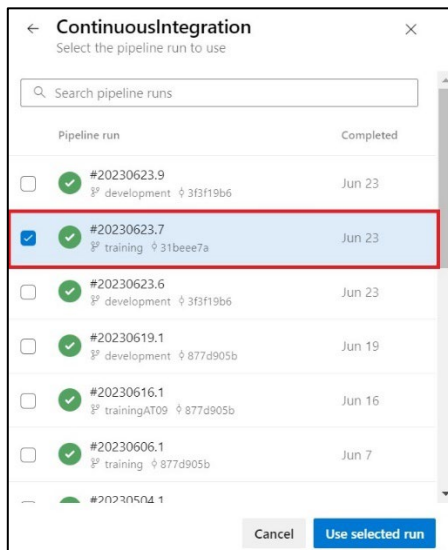 ContinuousIntegration
Select the pipeline run to use
Search pipeline runs
Pipeline run Completed
#20230623.9
development 3f3f19b6 Jun 23
#20230623.7
training 31beee7a Jun 23
#20230623.6
development 3f3f19b6 Jun 23
#20230619.1
development 877d905b Jun 19
#20230616.1
trainingAT09 877d905b Jun 16
#20230606.1
training 877d905b Jun 7
#20230504.1
Cancel Use selected run